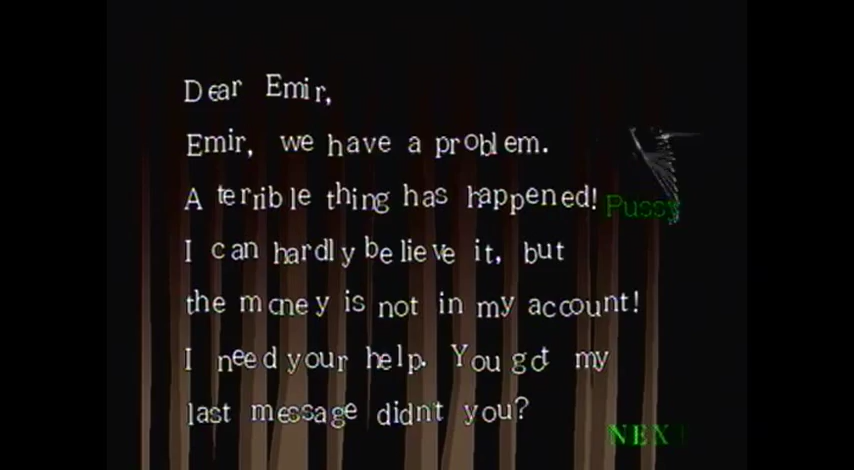 Dear Emir,
Emir, we have a problem.
A terrible thing has happened!
Pussy
I can hardly believe it, but
the money is not in my account!
I need your help. You got my
last message didn't you?
NEXT